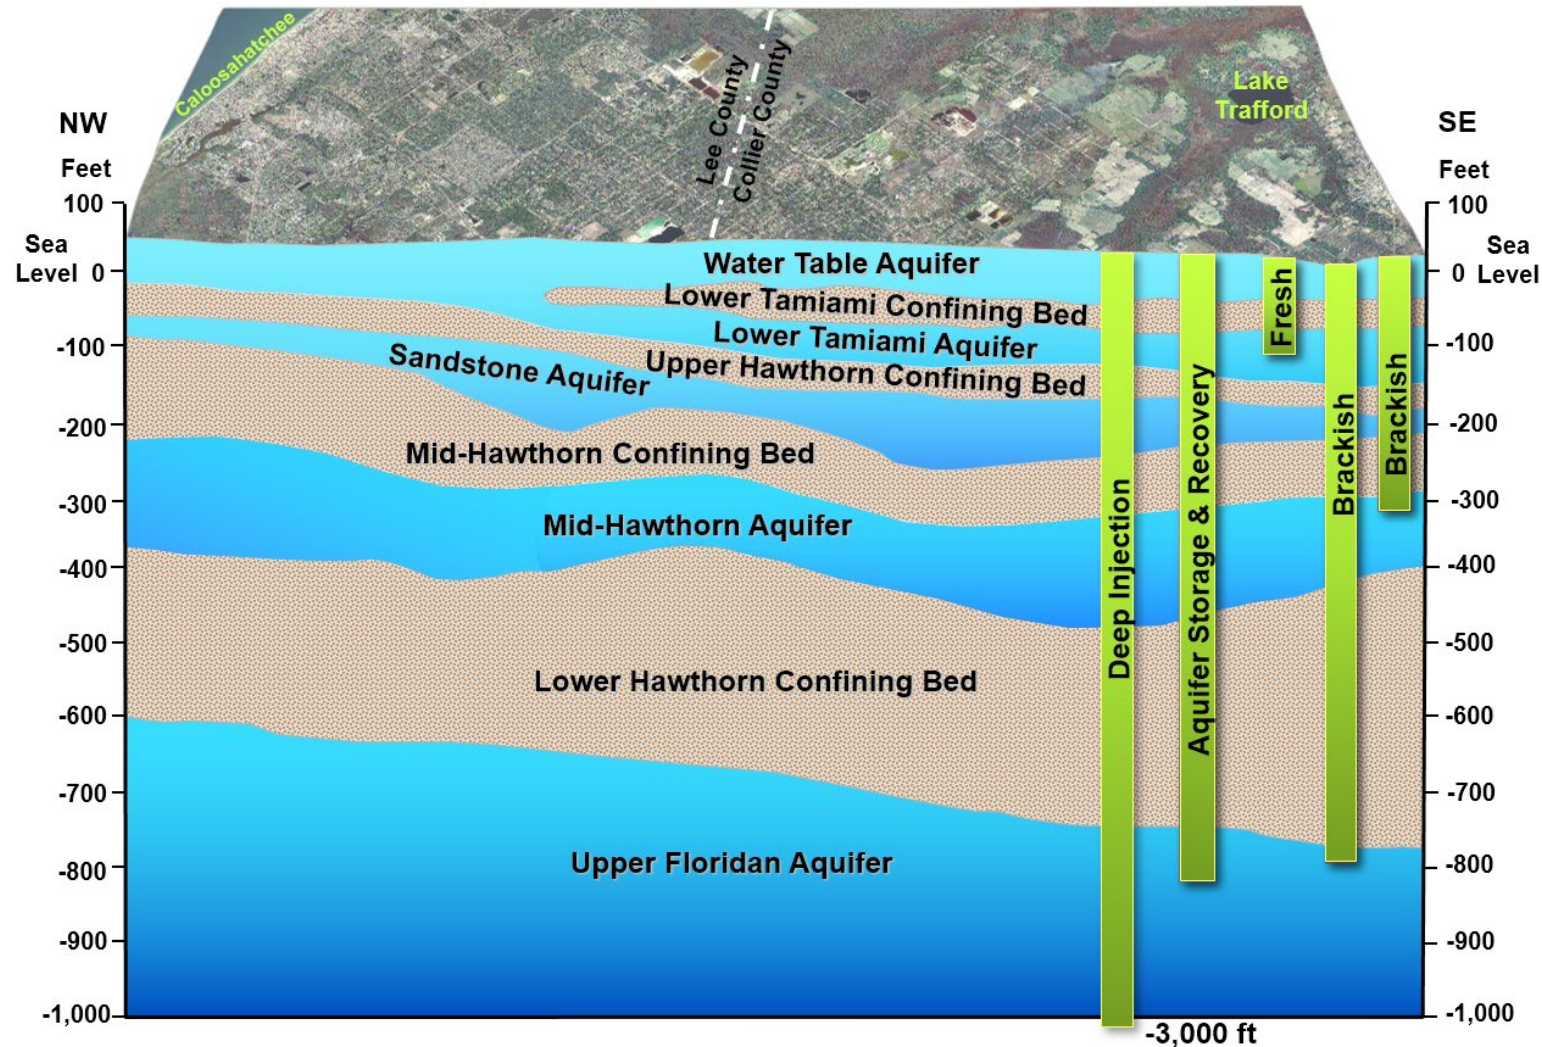 Caloosahatchee
Lee County
Collier County
Lake
Trafford
NW
Feet
100
Sea
Level
0
-100
-200
-300
-400
-500
-600
-700
-800
-900
-1,000
SE
Feet
100
Sea
Level
0
-100
-200
-300
-400
-500
-600
-700
-800
-900
-1,000
Water Table Aquifer
Lower Tamiami Confining Bed
Lower Tamiami Aquifer
Upper Hawthorn Confining Bed
Sandstone Aquifer
Mid-Hawthorn Confining Bed
Mid-Hawthorn Aquifer
Lower Hawthorn Confining Bed
Upper Floridan Aquifer
Deep Injection
Aquifer Storage & Recovery
Fresh
Brackish
Brackish
-3,000 ft